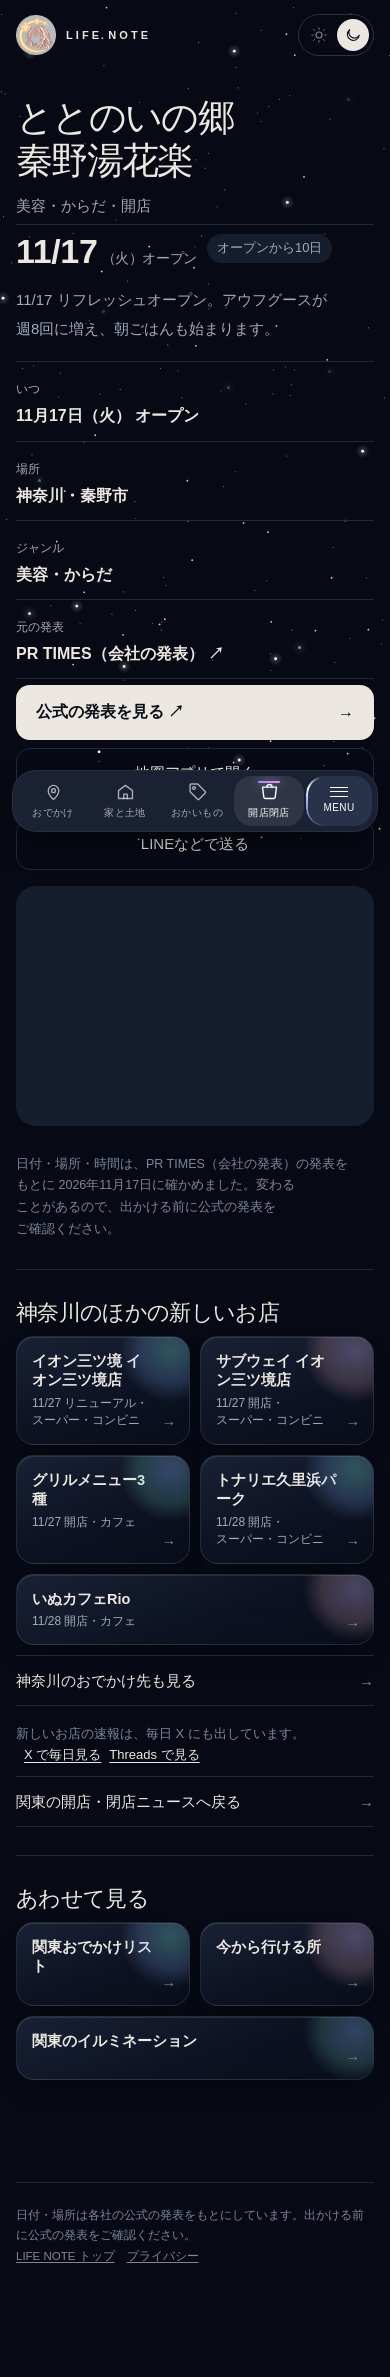 LIFE.NOTE
ととのいの郷
秦野湯花楽
美容・からだ・開店
11/17 （火）オープン オープンから10日
11/17 リフレッシュオープン。アウフグースが
週8回に増え、朝ごはんも始まります。
いつ
11月17日（火） オープン
場所
神奈川・秦野市
ジャンル
美容・からだ
元の発表
PR TIMES（会社の発表）↗
公式の発表を見る ↗ →
おでかけ
家と土地
おかいもの
開店閉店
MENU
LINEなどで送る
日付・場所・時間は、PR TIMES（会社の発表）の発表を
もとに 2026年11月17日に確かめました。変わる
ことがあるので、出かける前に公式の発表を
ご確認ください。
神奈川のほかの新しいお店
イオン三ツ境 イ
オン三ツ境店
11/27 リニューアル・
スーパー・コンビニ →
サブウェイ イオ
ン三ツ境店
11/27 開店・
スーパー・コンビニ →
グリルメニュー3
種
11/27 開店・カフェ
→
トナリエ久里浜パ
ーク
11/28 開店・
スーパー・コンビニ →
いぬカフェRio
11/28 開店・カフェ →
神奈川のおでかけ先も見る →
新しいお店の速報は、毎日 X にも出しています。
X で毎日見る Threads で見る
関東の開店・閉店ニュースへ戻る →
あわせて見る
関東おでかけリス
ト
→
今から行ける所
→
関東のイルミネーション
→
日付・場所は各社の公式の発表をもとにしています。出かける前
に公式の発表をご確認ください。
LIFE NOTE トップ プライバシー